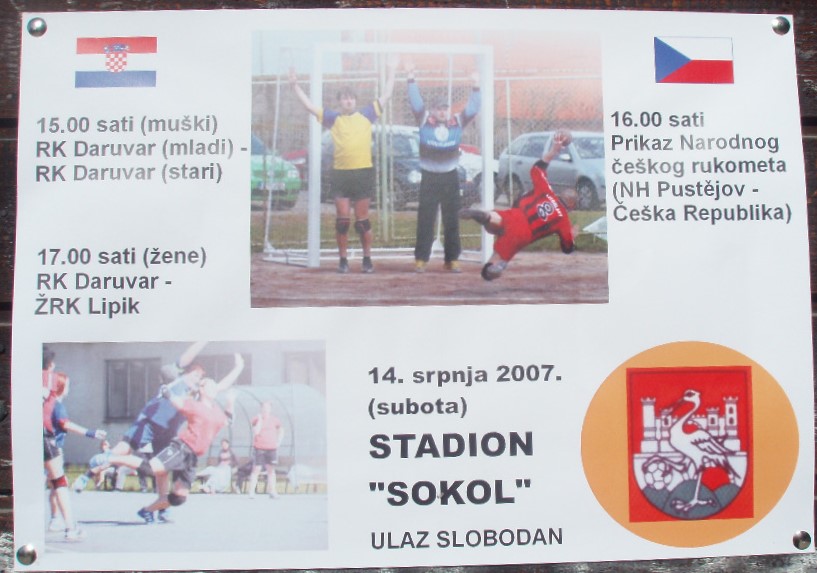 15.00 sati (muški)
RK Daruvar (mladi) -
RK Daruvar (stari)
17.00 sati (žene)
RK Daruvar -
ŽRK Lipik
16.00 sati
Prikaz Narodnog
češkog rukometa
(NH Pustějov -
Češka Republika)
14. srpnja 2007.
(subota)
STADION
"SOKOL"
ULAZ SLOBODAN